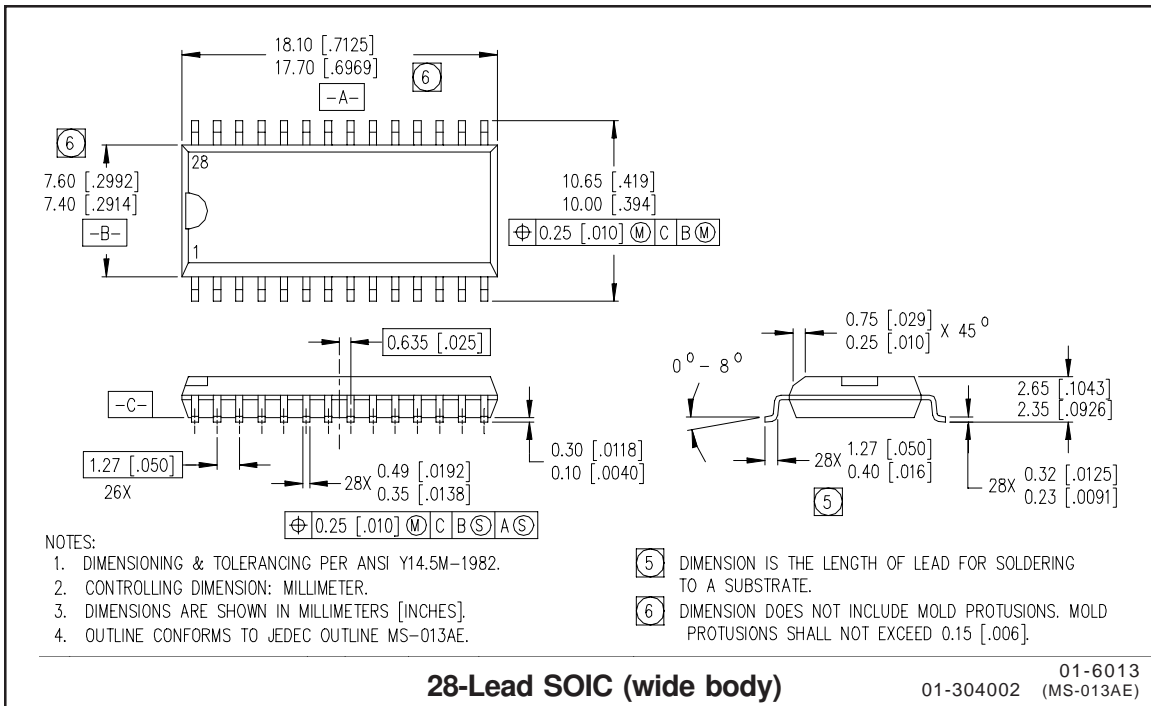 18.10 [.7125]
17.70 [.6969]
6
-A-
6
28
7.60 [.2992]
7.40 [.2914]
-B-
1
10.65 [.419]
10.00 [.394]
⌖ 0.25 [.010] Ⓜ C B Ⓜ
0.635 [.025]
-C-
1.27 [.050]
26X
28X 0.49 [.0192]
0.35 [.0138]
⌖ 0.25 [.010] Ⓜ C B Ⓢ A Ⓢ
0.30 [.0118]
0.10 [.0040]
0.75 [.029]
0.25 [.010] X 45°
0° - 8°
2.65 [.1043]
2.35 [.0926]
28X 1.27 [.050]
0.40 [.016]
5
28X 0.32 [.0125]
0.23 [.0091]
NOTES:
1. DIMENSIONING & TOLERANCING PER ANSI Y14.5M-1982.
2. CONTROLLING DIMENSION: MILLIMETER.
3. DIMENSIONS ARE SHOWN IN MILLIMETERS [INCHES].
4. OUTLINE CONFORMS TO JEDEC OUTLINE MS-013AE.
5 DIMENSION IS THE LENGTH OF LEAD FOR SOLDERING
TO A SUBSTRATE.
6 DIMENSION DOES NOT INCLUDE MOLD PROTUSIONS. MOLD
PROTUSIONS SHALL NOT EXCEED 0.15 [.006].
28-Lead SOIC (wide body)
01-6013
01-304002 (MS-013AE)